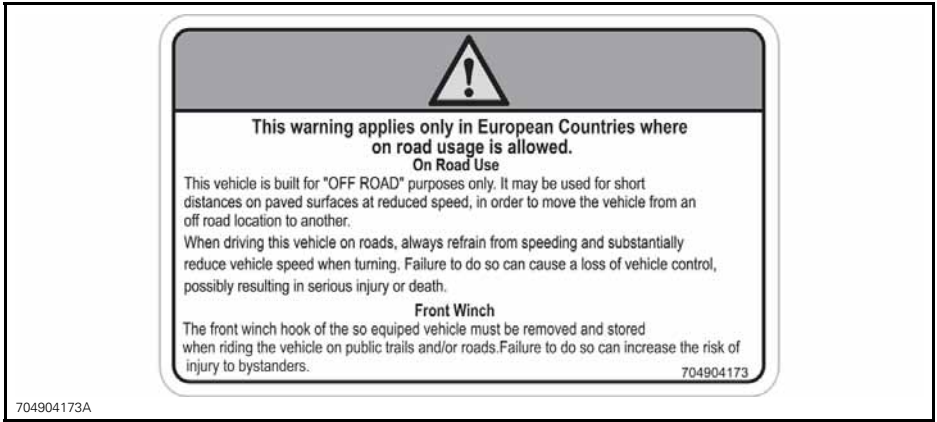 This warning applies only in European Countries where
on road usage is allowed.
On Road Use
This vehicle is built for "OFF ROAD" purposes only. It may be used for short
distances on paved surfaces at reduced speed, in order to move the vehicle from an
off road location to another.
When driving this vehicle on roads, always refrain from speeding and substantially
reduce vehicle speed when turning. Failure to do so can cause a loss of vehicle control,
possibly resulting in serious injury or death.
Front Winch
The front winch hook of the so equiped vehicle must be removed and stored
when riding the vehicle on public trails and/or roads.Failure to do so can increase the risk of
injury to bystanders.
704904173
704904173A